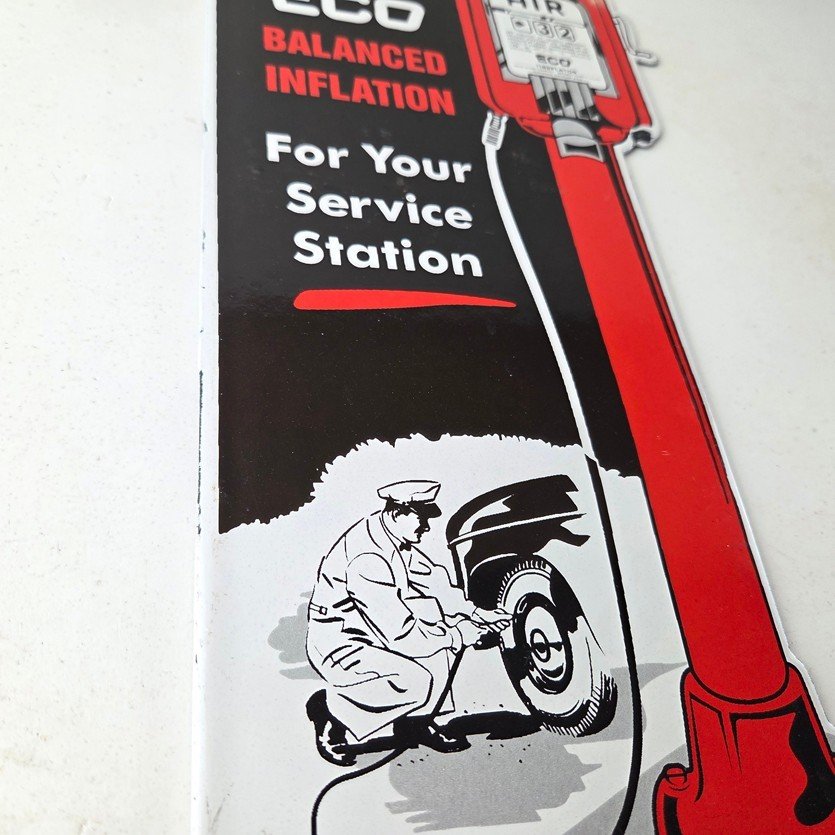 ECO
BALANCED
INFLATION
For Your
Service
Station
AIR
32
ECO